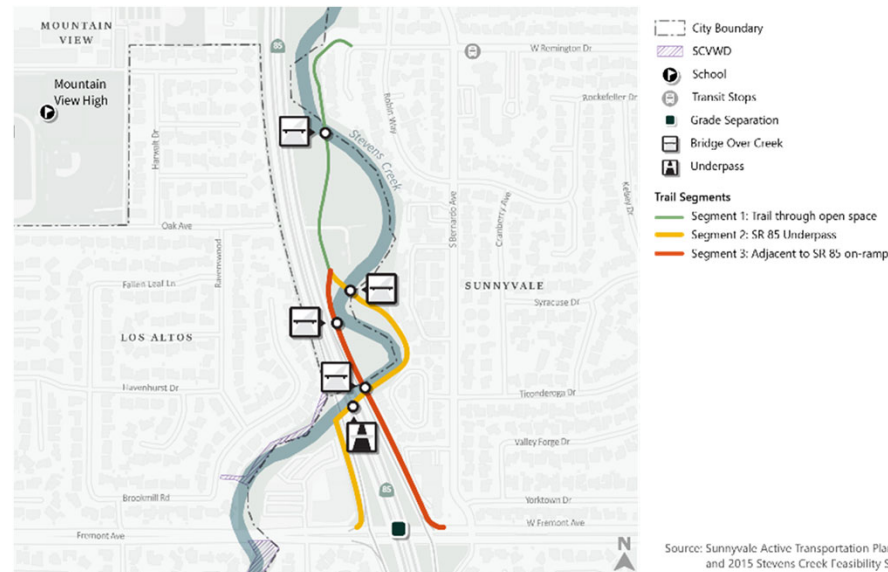 MOUNTAIN
VIEW
Mountain
View High
85
W Remington Dr
Rockefeller Dr
Robin Way
Stevens Creek
Harwalt Dr
Kelsey Dr
S Bernardo Ave
Cranberry Ave
Oak Ave
Ravenwood
Fallen Leaf Ln
SUNNYVALE
Syracuse Dr
LOS ALTOS
Havenhurst Dr
Ticonderoga Dr
Valley Forge Dr
85
Brookmill Rd
Yorktown Dr
Fremont Ave
W Fremont Ave
N
City Boundary
SCVWD
School
Transit Stops
Grade Separation
Bridge Over Creek
Underpass
Trail Segments
Segment 1: Trail through open space
Segment 2: SR 85 Underpass
Segment 3: Adjacent to SR 85 on-ramp
Source: Sunnyvale Active Transportation Pla
and 2015 Stevens Creek Feasibility S